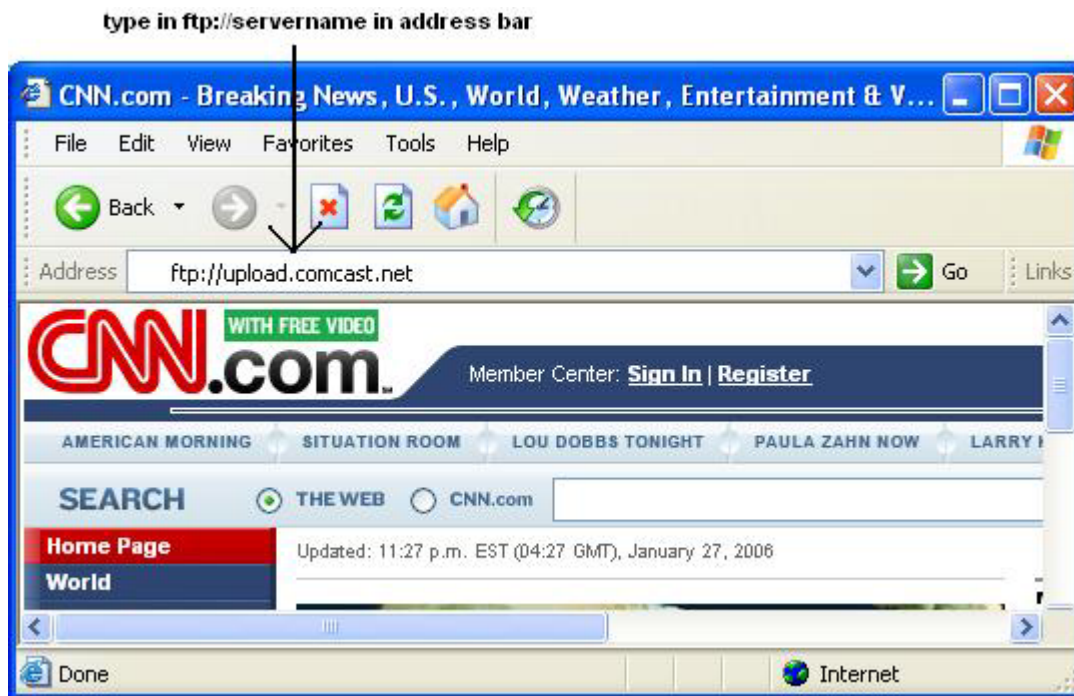 type in ftp://servername in address bar
CNN.com - Breaking News, U.S., World, Weather, Entertainment & V...
File Edit View Favorites Tools Help
Back
Address ftp://upload.comcast.net Go Links
CNN.com WITH FREE VIDEO
Member Center: Sign In | Register
AMERICAN MORNING SITUATION ROOM LOU DOBBS TONIGHT PAULA ZAHN NOW LARRY
SEARCH THE WEB CNN.com
Home Page
Updated: 11:27 p.m. EST (04:27 GMT), January 27, 2006
World
Done Internet